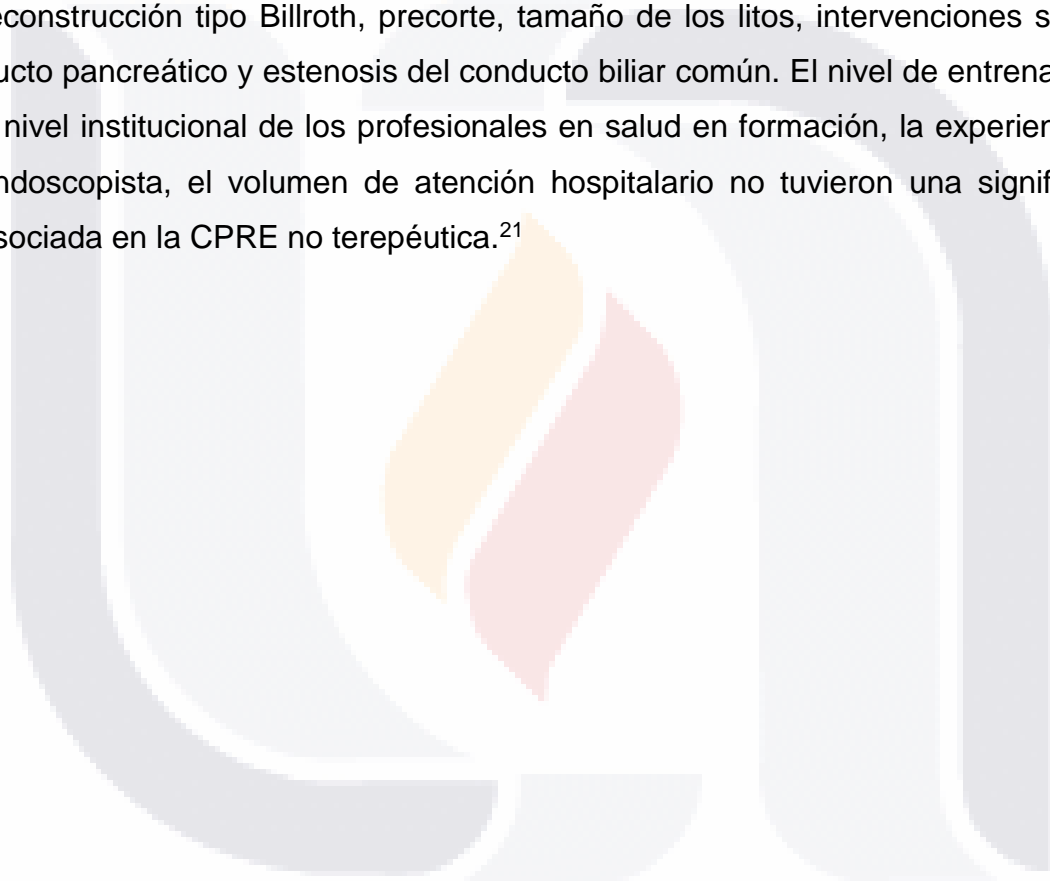 econstrucción tipo Billroth, precorte, tamaño de los litos, intervenciones s
ucto pancreático y estenosis del conducto biliar común. El nivel de entrena
nivel institucional de los profesionales en salud en formación, la experien
ndoscopista, el volumen de atención hospitalario no tuvieron una signif
sociada en la CPRE no terepéutica.21